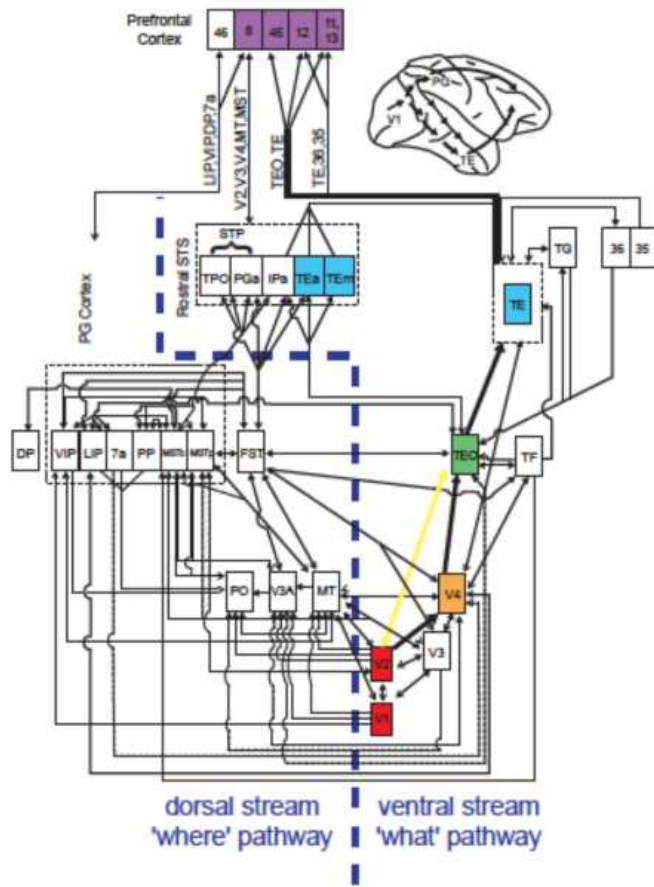 Prefrontal Cortex
46 8 45 12 11, 13
LIP,VIP,DP,7a
V2,V3,V4,MT,MST
TEO,TE
TE,36,35
PG
V1
TE
PG Cortex
Rostral STS
STP
TPO PGa IPa TEa TEm
TG
36 35
TE
DP
VIP LIP 7a PP MSTc MSTp
FST
TEO
TF
PO
V3A
MT
V4
V2
V3
V1
dorsal stream
'where' pathway
ventral stream
'what' pathway